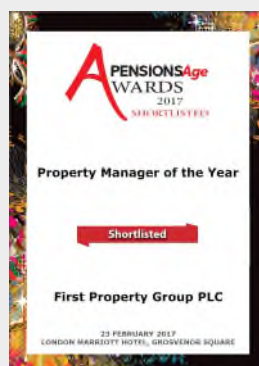 PENSIONSAge
AWARDS
2017
SHORTLISTED
Property Manager of the Year
Shortlisted
First Property Group PLC
23 FEBRUARY 2017
LONDON MARRIOTT HOTEL, GROSVENOR SQUARE